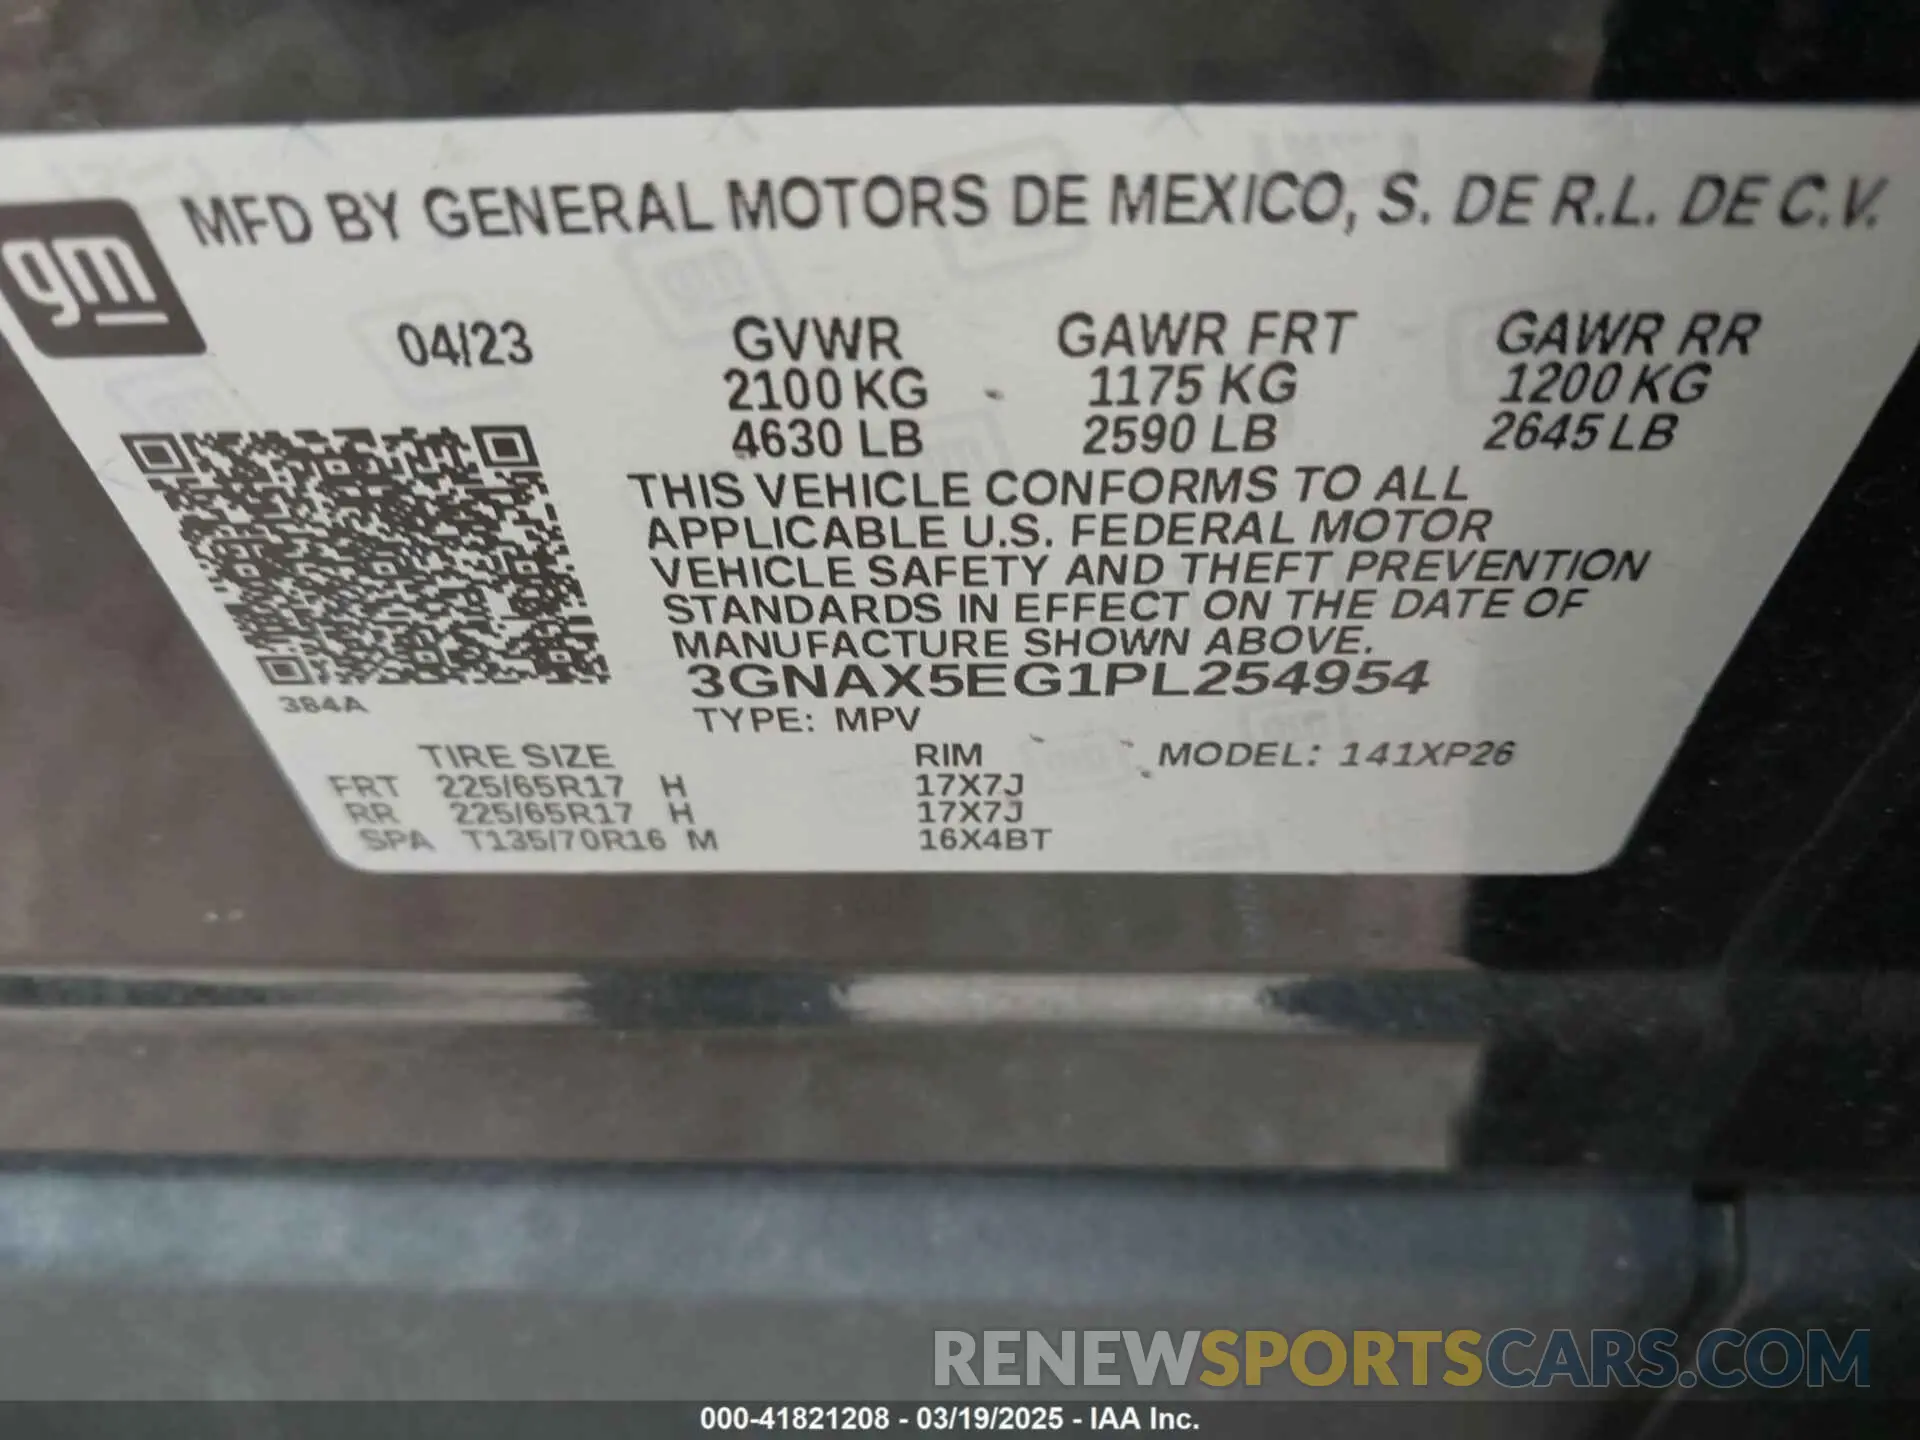 MFD BY GENERAL MOTORS DE MEXICO, S. DE R.L. DE C.V.
gm
04/23 GVWR GAWR FRT GAWR RR
2100 KG 1175 KG 1200 KG
4630 LB 2590 LB 2645 LB
THIS VEHICLE CONFORMS TO ALL
APPLICABLE U.S. FEDERAL MOTOR
VEHICLE SAFETY AND THEFT PREVENTION
STANDARDS IN EFFECT ON THE DATE OF
MANUFACTURE SHOWN ABOVE.
3GNAX5EG1PL254954
384A
TYPE: MPV
TIRE SIZE RIM MODEL: 141XP26
FRT 225/65R17 H 17X7J
RR 225/65R17 H 17X7J
SPA T135/70R16 M 16X4BT
RENEWSPORTSCARS.COM
000-41821208 - 03/19/2025 - IAA Inc.